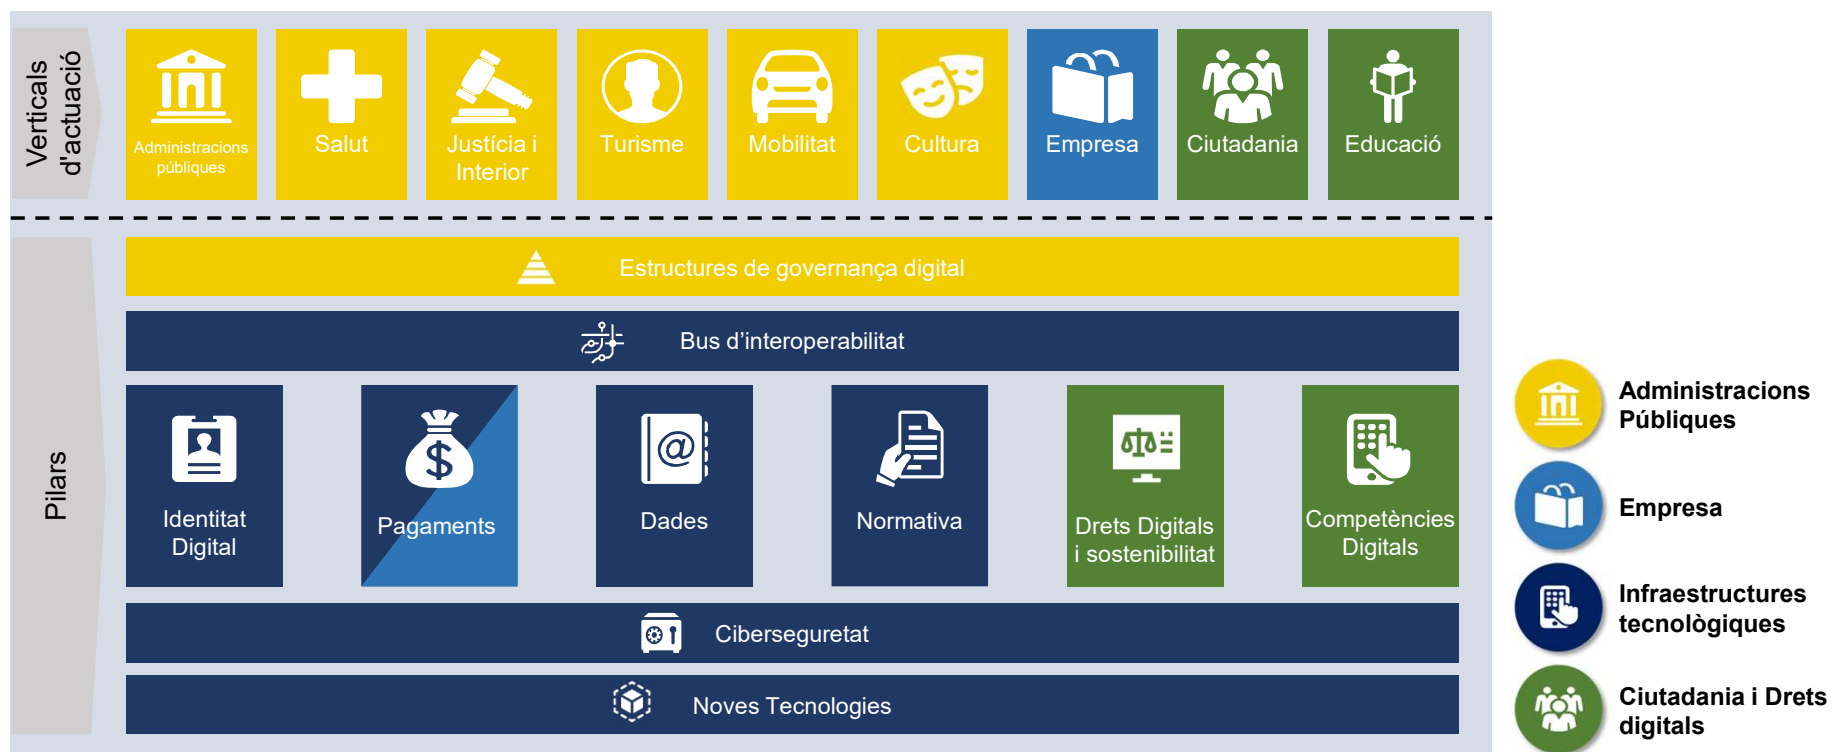 Verticals
d'actuació
Administracions
públiques
Salut
Justícia i
Interior
Turisme
Mobilitat
Cultura
Empresa
Ciutadania
Educació
Pilars
Estructures de governança digital
Bus d’interoperabilitat
Identitat
Digital
Pagaments
Dades
Normativa
Drets Digitals
i sostenibilitat
Competències
Digitals
Ciberseguretat
Noves Tecnologies
Administracions
Públiques
Empresa
Infraestructures
tecnològiques
Ciutadania i Drets
digitals